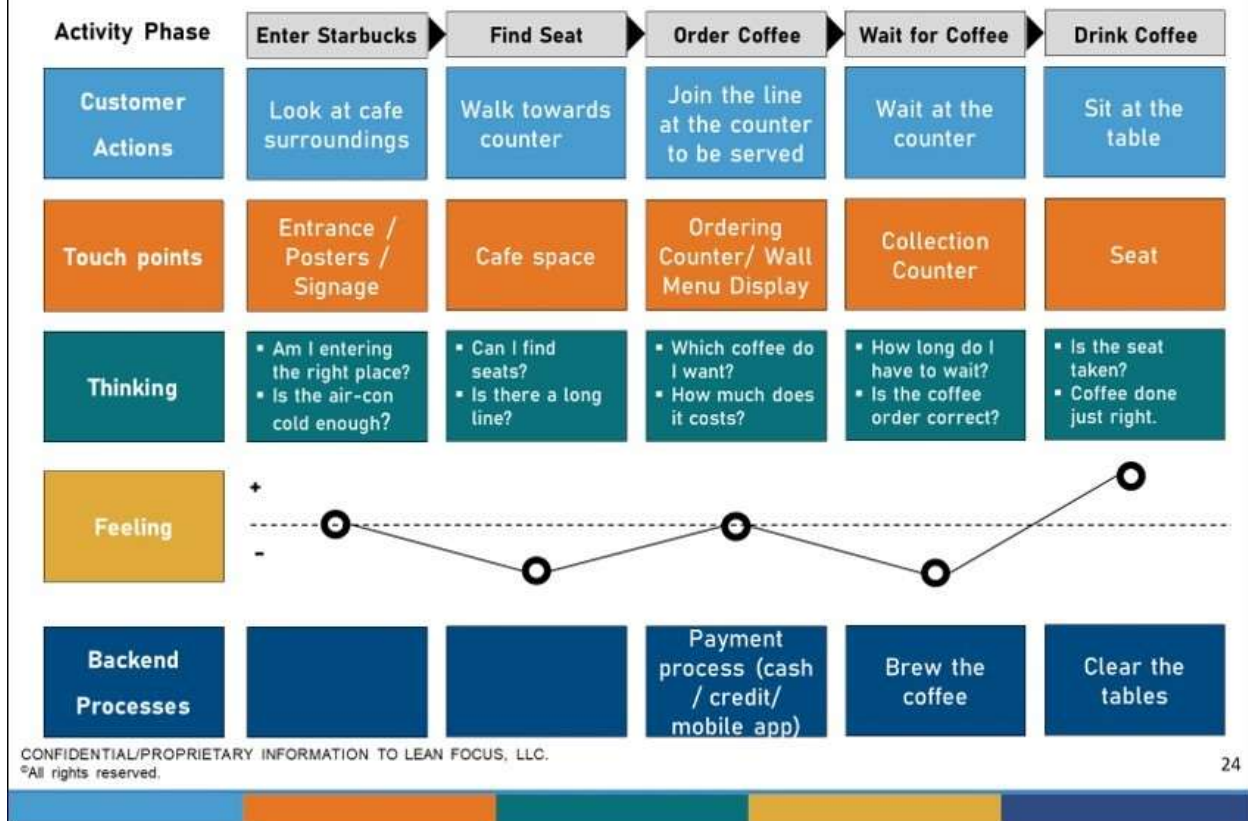 Activity Phase
Enter Starbucks
Find Seat
Order Coffee
Wait for Coffee
Drink Coffee
Customer
Actions
Look at cafe
surroundings
Walk towards
counter
Join the line
at the counter
to be served
Wait at the
counter
Sit at the
table
Touch points
Entrance /
Posters /
Signage
Cafe space
Ordering
Counter/ Wall
Menu Display
Collection
Counter
Seat
Thinking
▪ Am I entering
the right place?
▪ Is the air-con
cold enough?
▪ Can I find
seats?
▪ Is there a long
line?
▪ Which coffee do
I want?
▪ How much does
it costs?
▪ How long do I
have to wait?
▪ Is the coffee
order correct?
▪ Is the seat
taken?
▪ Coffee done
just right.
Feeling
+
-
Backend
Processes
Payment
process (cash
/ credit/
mobile app)
Brew the
coffee
Clear the
tables
CONFIDENTIAL/PROPRIETARY INFORMATION TO LEAN FOCUS, LLC.
©All rights reserved.
24